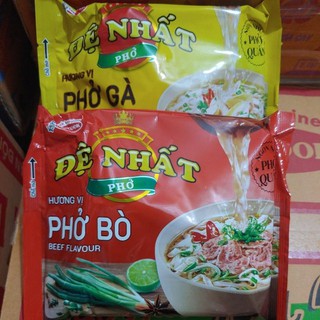 ĐỆ NHẤT
PHỞ
HƯƠNG VỊ
PHỞ GÀ
ĐỆ NHẤT
PHỞ
HƯƠNG VỊ
PHỞ BÒ
BEEF FLAVOUR